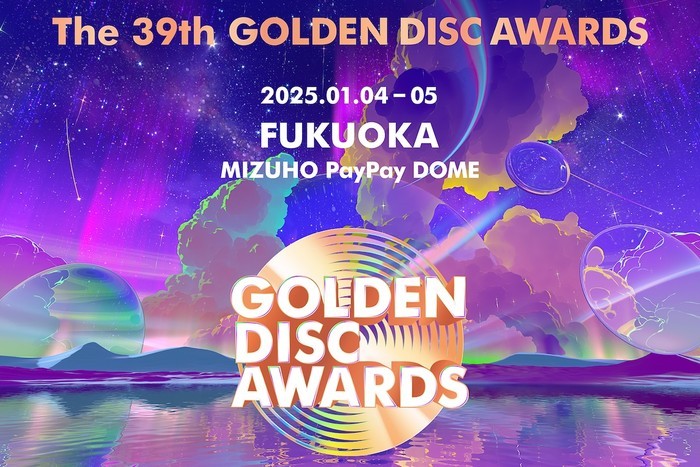 The 39th GOLDEN DISC AWARDS
2025.01.04 – 05
FUKUOKA
MIZUHO PayPay DOME
GOLDEN
DISC
AWARDS